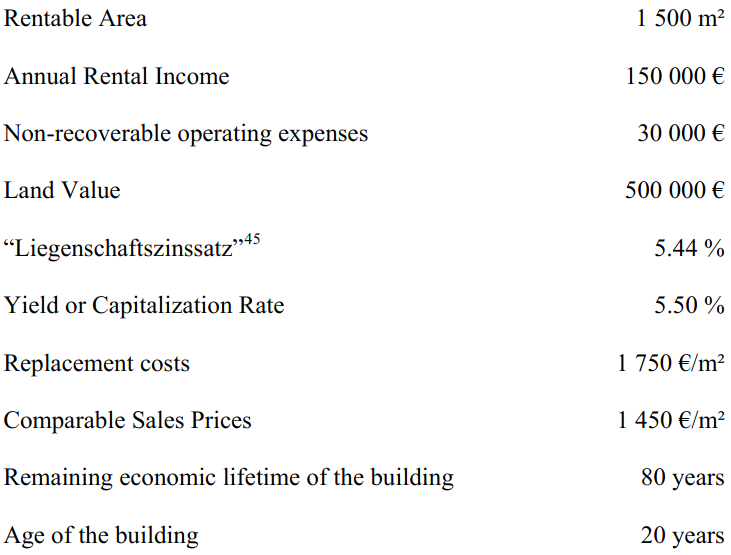 Rentable Area 1 500 m²
Annual Rental Income 150 000 €
Non-recoverable operating expenses 30 000 €
Land Value 500 000 €
“Liegenschaftszinssatz”45 5.44 %
Yield or Capitalization Rate 5.50 %
Replacement costs 1 750 €/m²
Comparable Sales Prices 1 450 €/m²
Remaining economic lifetime of the building 80 years
Age of the building 20 years